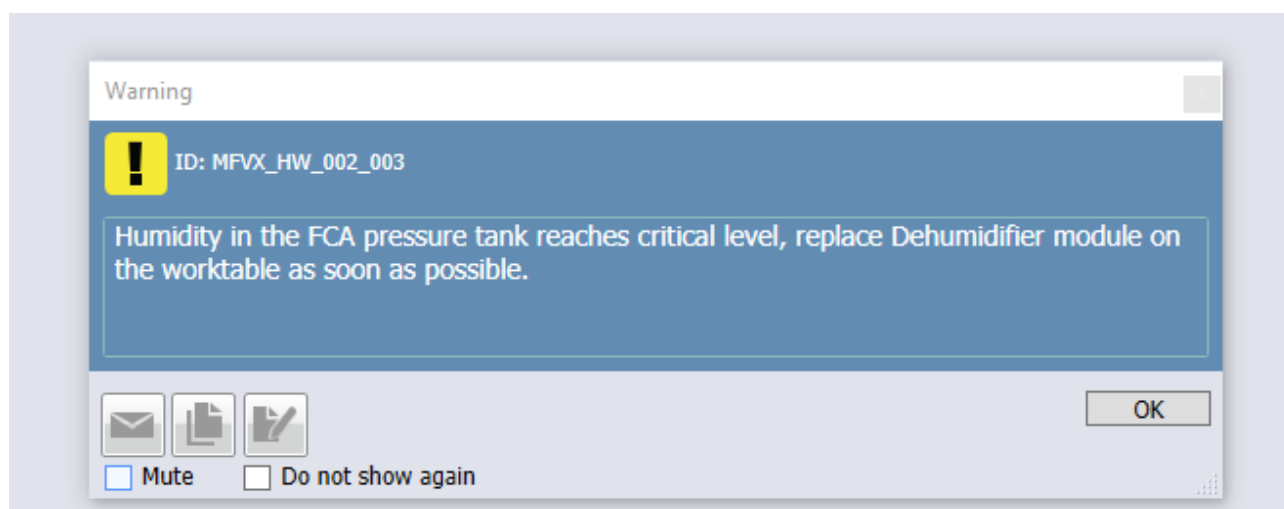 Warning
ID: MFVX_HW_002_003
Humidity in the FCA pressure tank reaches critical level, replace Dehumidifier module on
the worktable as soon as possible.
OK
Mute
Do not show again